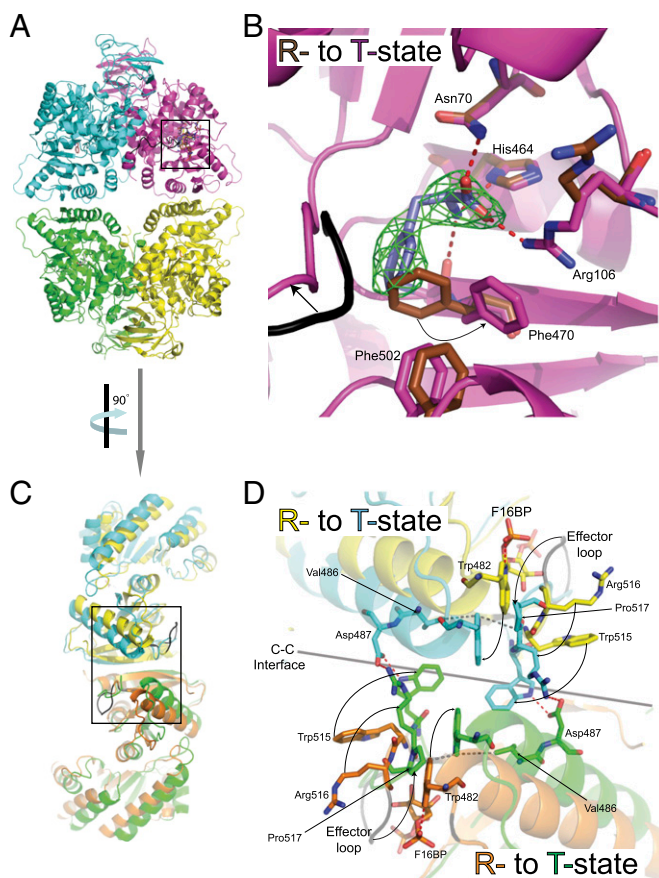 A
B
R- to T-state
Asn70
His464
Arg106
Phe470
Phe502
90°
C
D
R- to T-state
F16BP
Effector
loop
Trp482
Arg516
Val486
Pro517
Asp487
Trp515
C-C
Interface
Trp515
Asp487
Arg516
Trp482
Val486
Pro517
Effector
loop
F16BP
R- to T-state